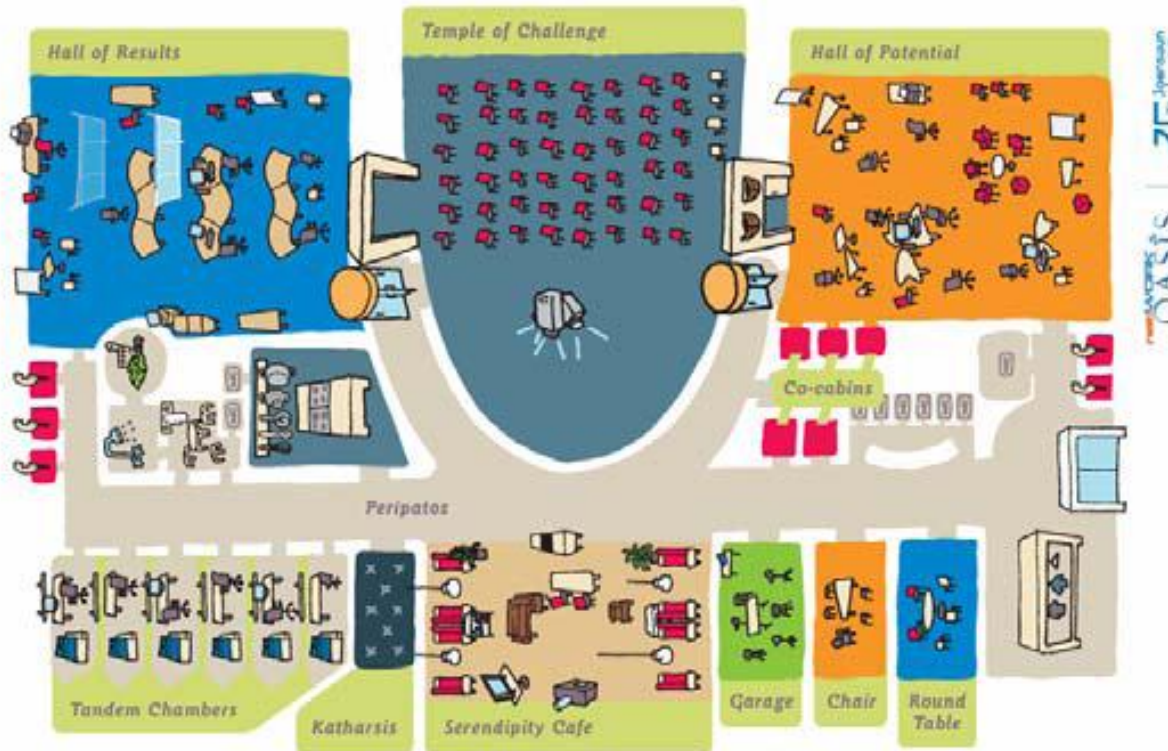 Hall of Results
Temple of Challenge
Hall of Potential
OASIS
Co-cabins
Peripatos
Tandem Chambers
Katharsis
Serendipity Cafe
Garage
Chair
Round
Table